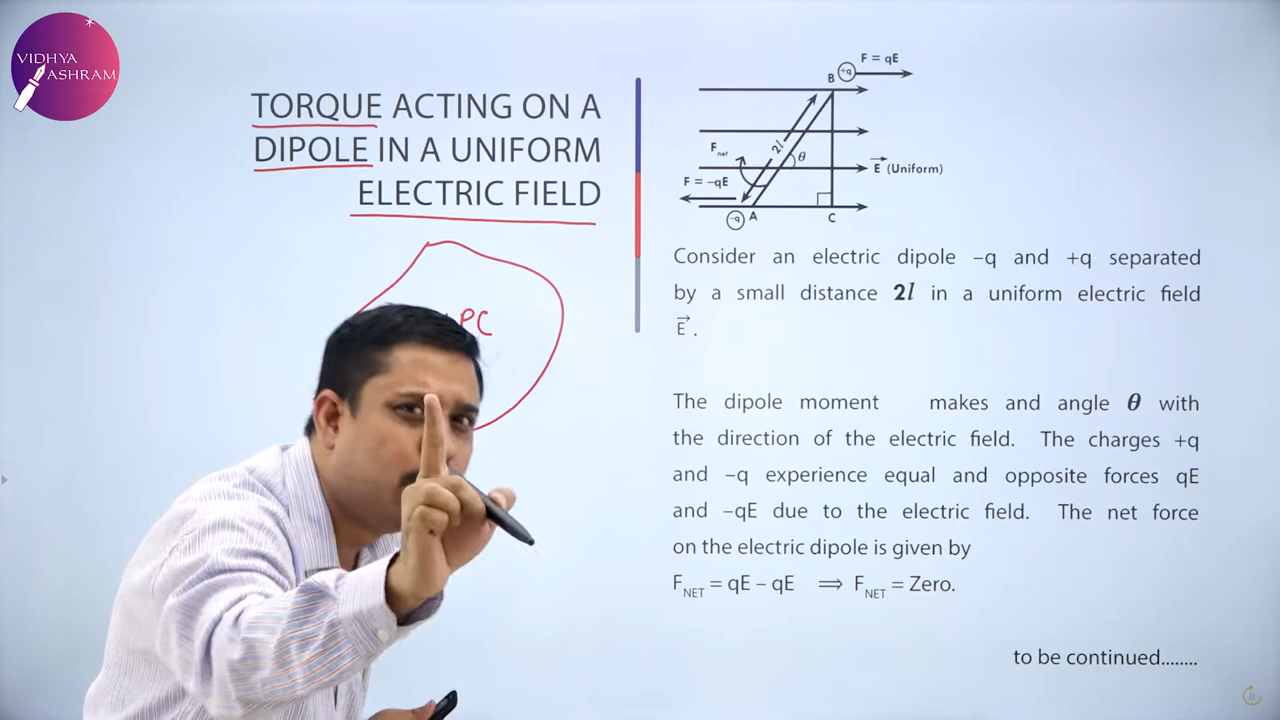 VIDHYA
ASHRAM
TORQUE ACTING ON A
DIPOLE IN A UNIFORM
ELECTRIC FIELD
PC
F = qE
B +q
2l
F net
θ
E (Uniform)
F = –qE
–q A
C
Consider an electric dipole –q and +q separated
by a small distance 2l in a uniform electric field
E⃗ .
The dipole moment makes and angle θ with
the direction of the electric field. The charges +q
and –q experience equal and opposite forces qE
and –qE due to the electric field. The net force
on the electric dipole is given by
F NET = qE – qE ⟹ F NET = Zero.
to be continued........
8